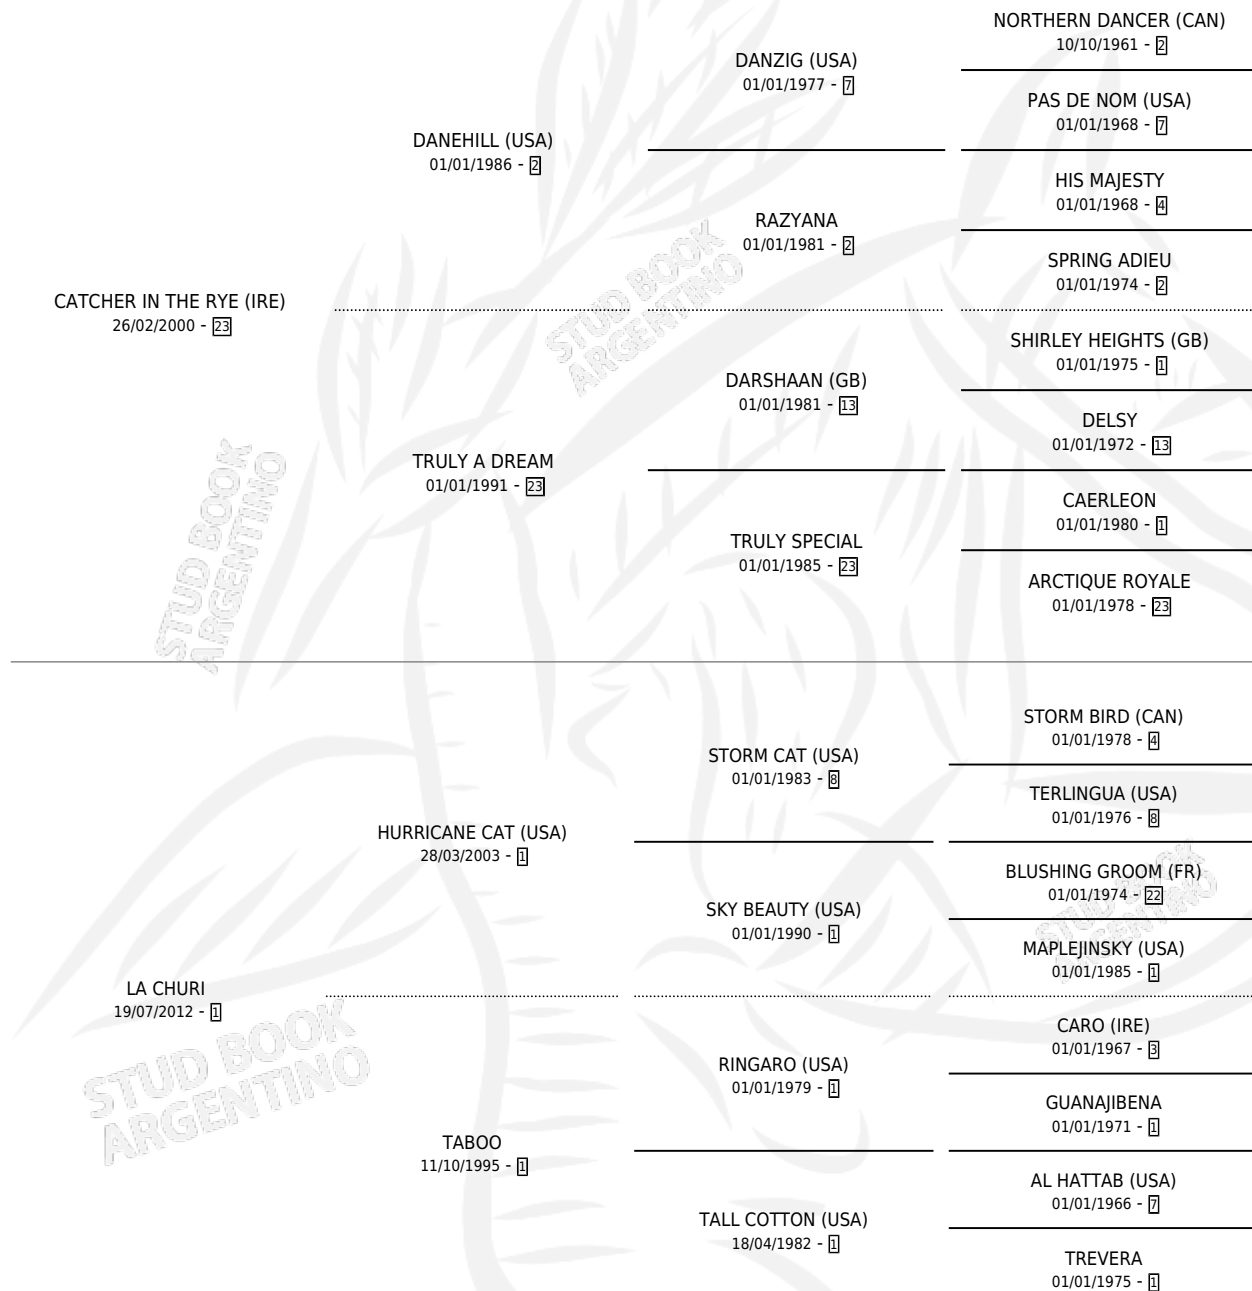 NORTHERN DANCER (CAN)
10/10/1961 - 2
DANZIG (USA)
01/01/1977 - 7
PAS DE NOM (USA)
01/01/1968 - 7
DANEHILL (USA)
01/01/1986 - 2
HIS MAJESTY
01/01/1968 - 4
RAZYANA
01/01/1981 - 2
SPRING ADIEU
01/01/1974 - 2
CATCHER IN THE RYE (IRE)
26/02/2000 - 23
SHIRLEY HEIGHTS (GB)
01/01/1975 - 1
DARSHAAN (GB)
01/01/1981 - 13
DELSY
01/01/1972 - 13
TRULY A DREAM
01/01/1991 - 23
CAERLEON
01/01/1980 - 1
TRULY SPECIAL
01/01/1985 - 23
ARCTIQUE ROYALE
01/01/1978 - 23
STORM BIRD (CAN)
01/01/1978 - 4
STORM CAT (USA)
01/01/1983 - 8
TERLINGUA (USA)
01/01/1976 - 8
HURRICANE CAT (USA)
28/03/2003 - 1
BLUSHING GROOM (FR)
01/01/1974 - 22
SKY BEAUTY (USA)
01/01/1990 - 1
MAPLEJINSKY (USA)
01/01/1985 - 1
LA CHURI
19/07/2012 - 1
CARO (IRE)
01/01/1967 - 3
RINGARO (USA)
01/01/1979 - 1
GUANAJIBENA
01/01/1971 - 1
TABOO
11/10/1995 - 1
AL HATTAB (USA)
01/01/1966 - 7
TALL COTTON (USA)
18/04/1982 - 1
TREVERA
01/01/1975 - 1
STUD BOOK
ARGENTINO
STUD BOOK
ARGENTINO
STUD BOOK
ARGENTINO
STUD BOOK
ARGENTINO